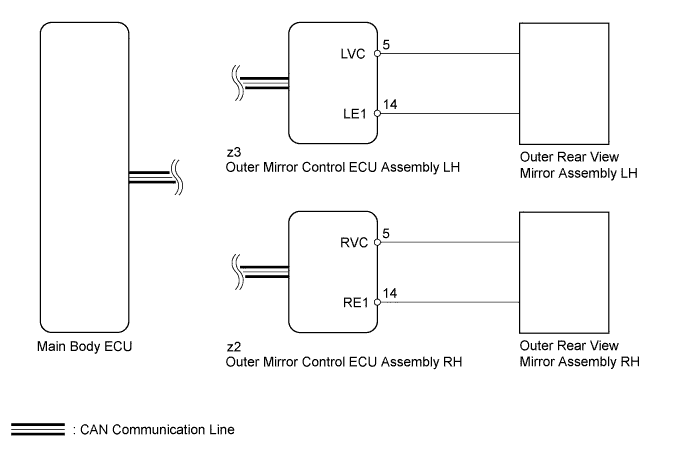 LVC
5
LE1
14
z3
Outer Mirror Control ECU Assembly LH
Outer Rear View
Mirror Assembly LH
RVC
5
RE1
14
Main Body ECU
z2
Outer Mirror Control ECU Assembly RH
Outer Rear View
Mirror Assembly RH
: CAN Communication Line